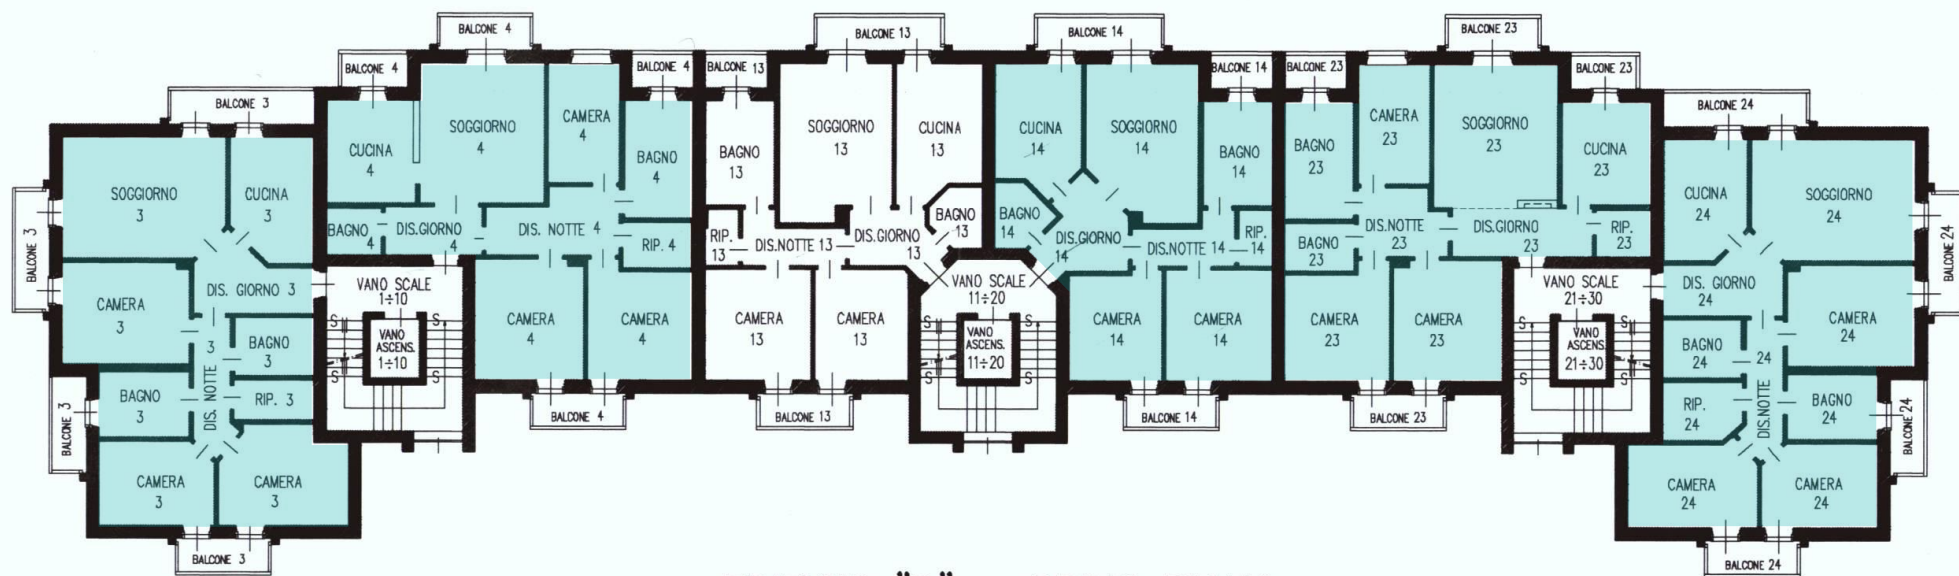 BALCONE 3
BALCONE 3
SOGGIORNO
3
CUCINA
3
CAMERA
3
DIS. GIORNO 3
BAGNO
3
DIS. NOTTE 3
RIP. 3
BAGNO
3
BALCONE 3
CAMERA
3
CAMERA
3
BALCONE 3
BALCONE 4
BALCONE 4
BALCONE 4
CUCINA
4
SOGGIORNO
4
CAMERA
4
BAGNO
4
BAGNO
4
DIS.GIORNO
4
DIS. NOTTE 4
RIP. 4
CAMERA
4
CAMERA
4
BALCONE 4
VANO SCALE
1÷10
S
S
VANO
ASCENS.
1÷10
S
S
BALCONE 13
BALCONE 13
BAGNO
13
SOGGIORNO
13
CUCINA
13
BAGNO
13
RIP.
13
DIS.NOTTE 13
DIS.GIORNO
13
CAMERA
13
CAMERA
13
BALCONE 13
VANO SCALE
11÷20
S
S
VANO
ASCENS.
11÷20
S
S
BALCONE 14
BALCONE 14
CUCINA
14
SOGGIORNO
14
BAGNO
14
BAGNO
14
DIS.GIORNO
14
DIS.NOTTE 14
RIP.
14
CAMERA
14
CAMERA
14
BALCONE 14
BALCONE 23
BALCONE 23
BALCONE 23
BAGNO
23
CAMERA
23
SOGGIORNO
23
CUCINA
23
BAGNO
23
DIS.NOTTE
23
DIS.GIORNO
23
RIP.
23
CAMERA
23
CAMERA
23
BALCONE 23
VANO SCALE
21÷30
S
S
VANO
ASCENS.
21÷30
S
S
BALCONE 24
CUCINA
24
SOGGIORNO
24
BALCONE 24
DIS. GIORNO
24
CAMERA
24
BAGNO
24
DIS.NOTTE 24
RIP.
24
BAGNO
24
BALCONE 24
CAMERA
24
CAMERA
24
BALCONE 24